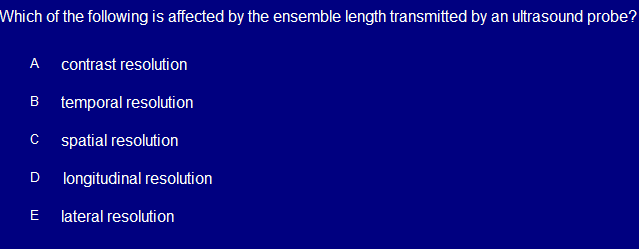 Which of the following is affected by the ensemble length transmitted by an ultrasound probe?
A contrast resolution
B temporal resolution
C spatial resolution
D longitudinal resolution
E lateral resolution